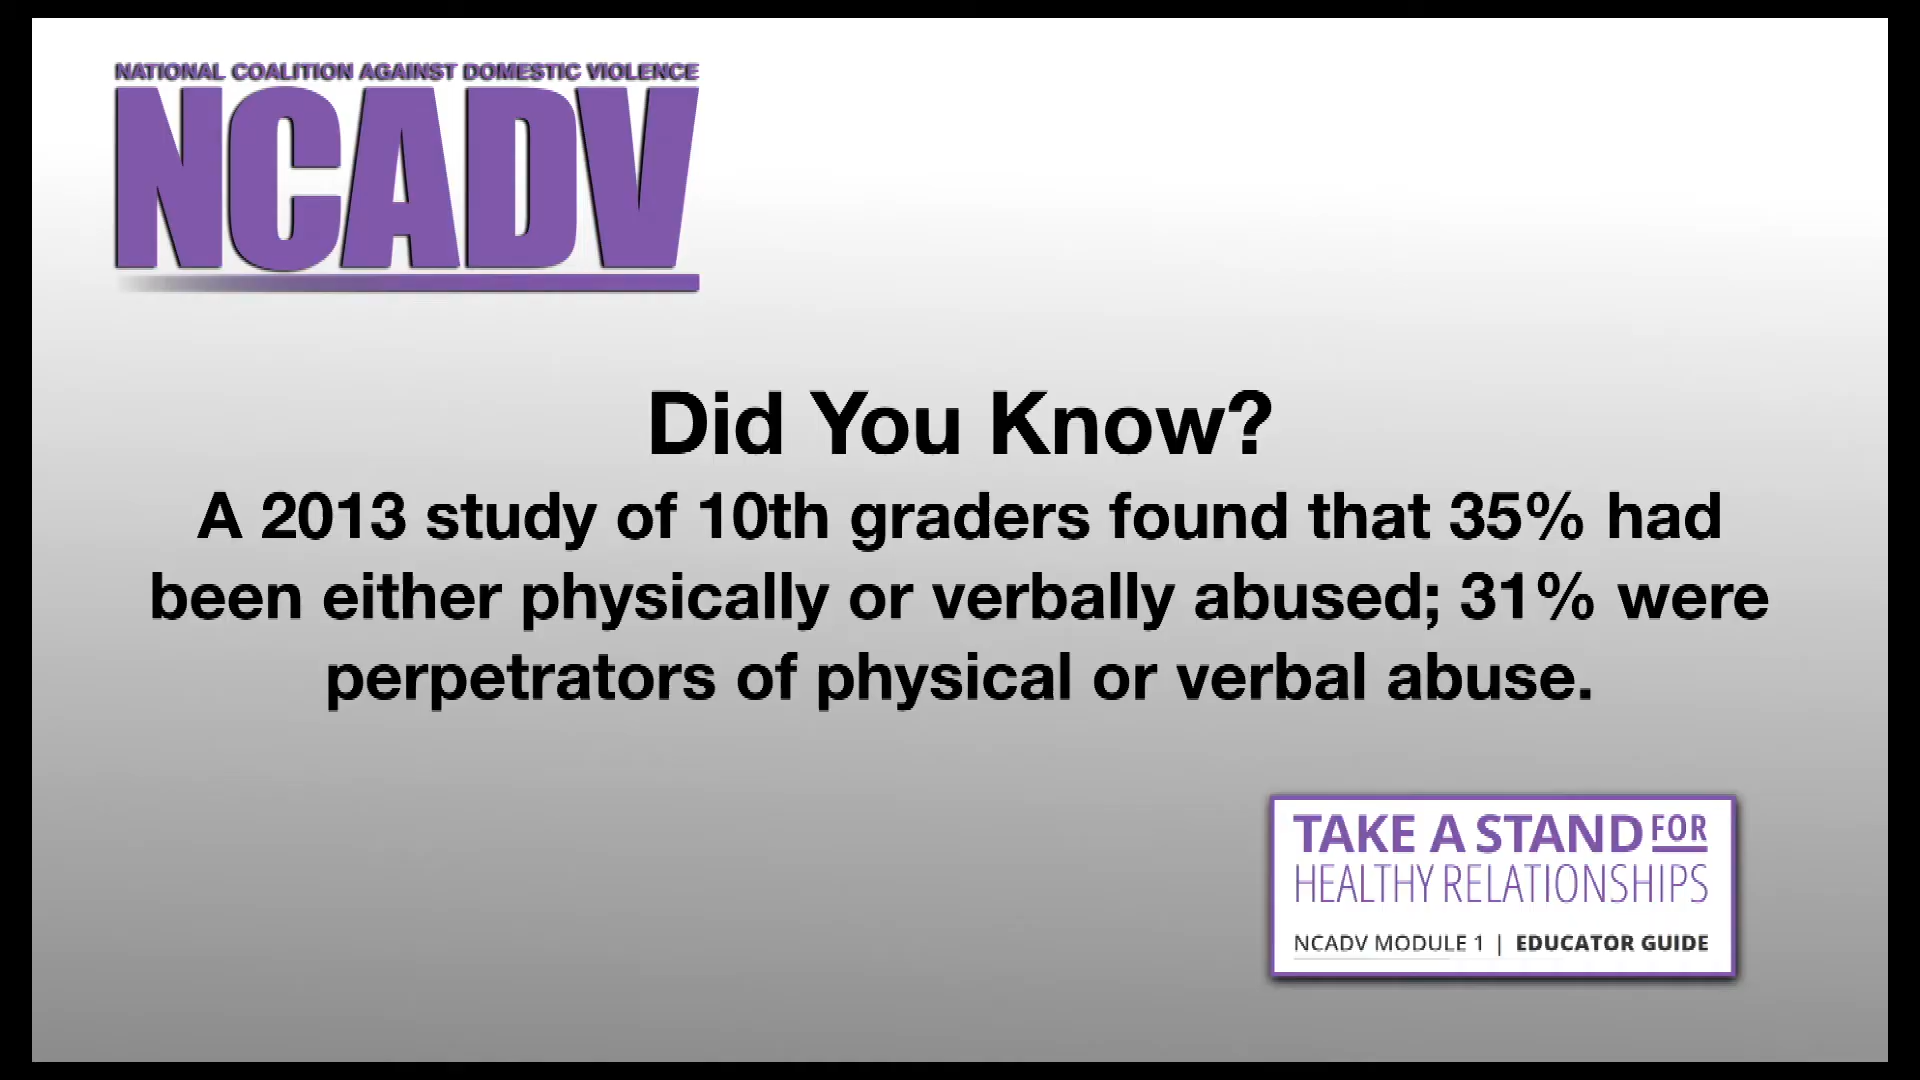 NATIONAL COALITION AGAINST DOMESTIC VIOLENCE
NCADV
Did You Know?
A 2013 study of 10th graders found that 35% had
been either physically or verbally abused; 31% were
perpetrators of physical or verbal abuse.
TAKE A STAND FOR
HEALTHY RELATIONSHIPS
NCADV MODULE 1 | EDUCATOR GUIDE